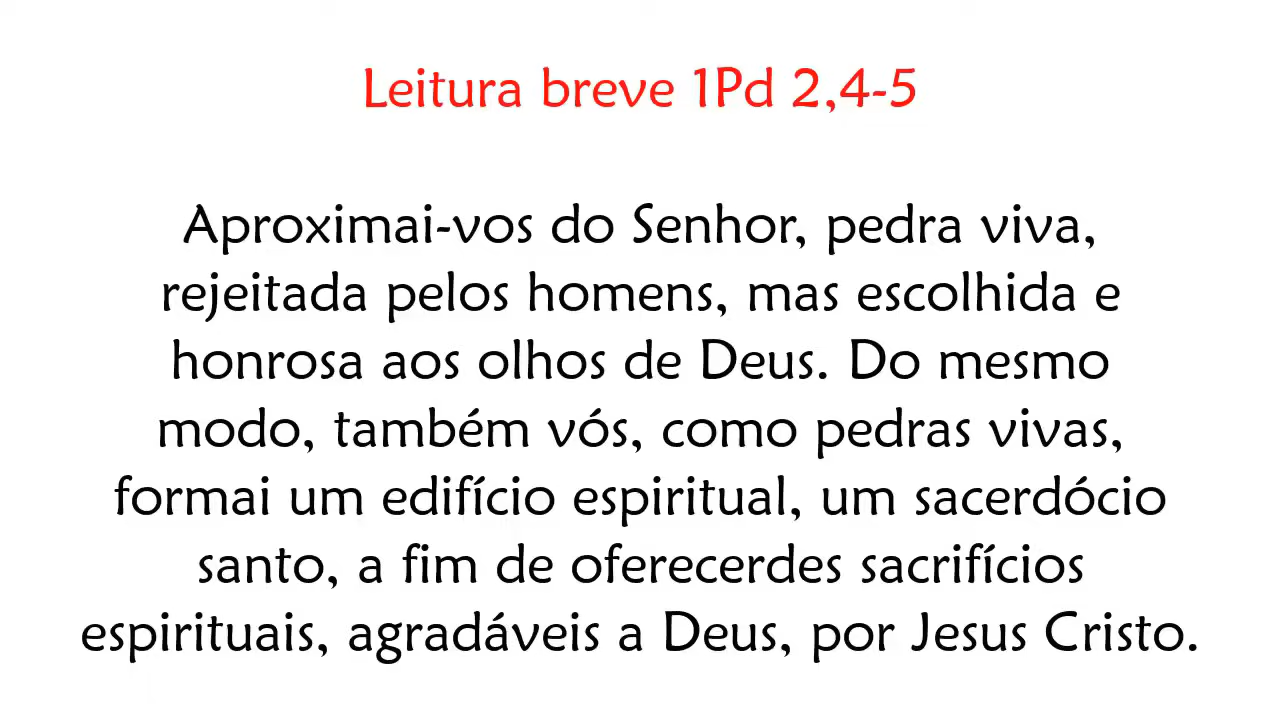 Leitura breve 1Pd 2,4-5
Aproximai-vos do Senhor, pedra viva,
rejeitada pelos homens, mas escolhida e
honrosa aos olhos de Deus. Do mesmo
modo, também vós, como pedras vivas,
formai um edifício espiritual, um sacerdócio
santo, a fim de oferecerdes sacrifícios
espirituais, agradáveis a Deus, por Jesus Cristo.